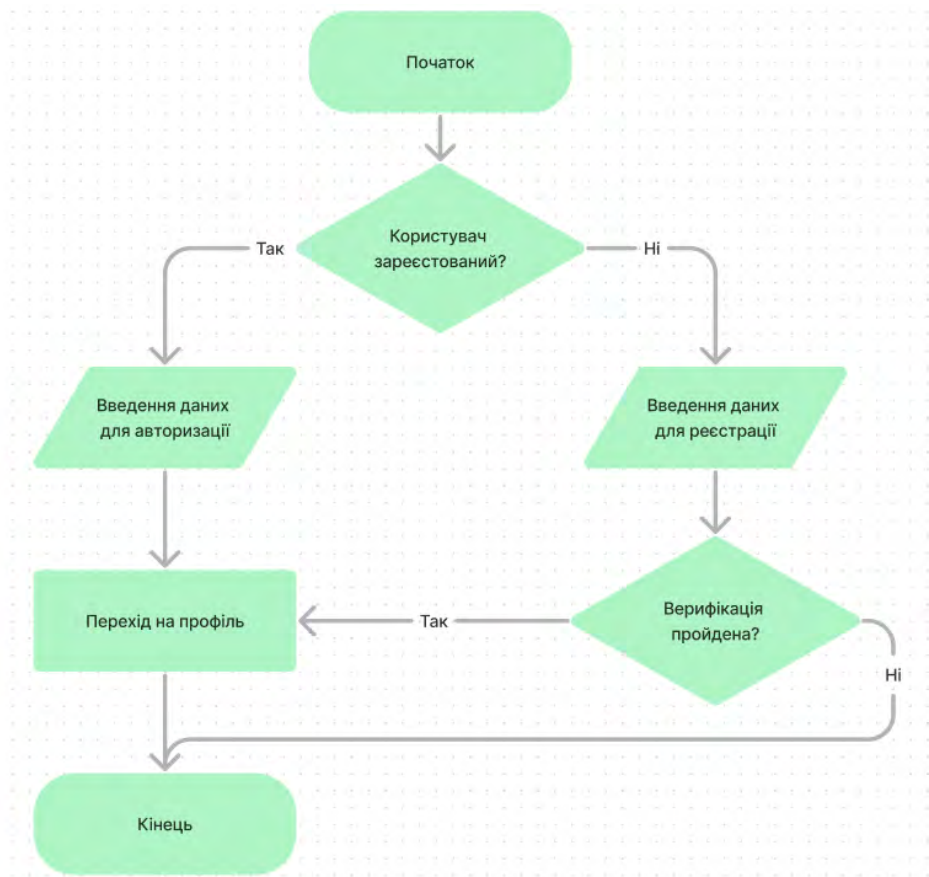 Початок
Користувач
зареєстований?
Так
Ні
Введення даних
для авторизації
Введення даних
для реєстрації
Перехід на профіль
Так
Верифікація
пройдена?
Ні
Кінець